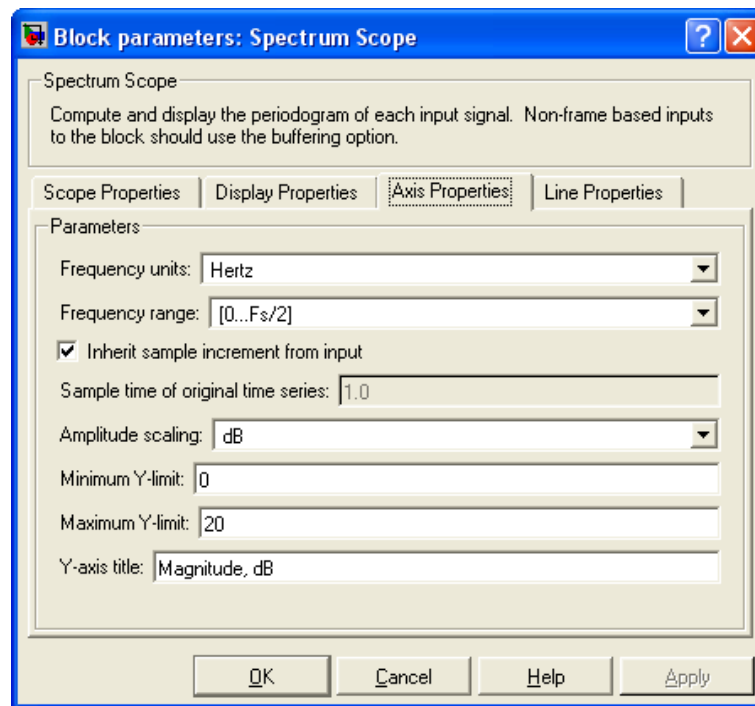 Block parameters: Spectrum Scope
Spectrum Scope
Compute and display the periodogram of each input signal. Non-frame based inputs
to the block should use the buffering option.
Scope Properties Display Properties Axis Properties Line Properties
Parameters
Frequency units: Hertz
Frequency range: [0...Fs/2]
Inherit sample increment from input
Sample time of original time series: 1.0
Amplitude scaling: dB
Minimum Y-limit: 0
Maximum Y-limit: 20
Y-axis title: Magnitude, dB
OK Cancel Help Apply